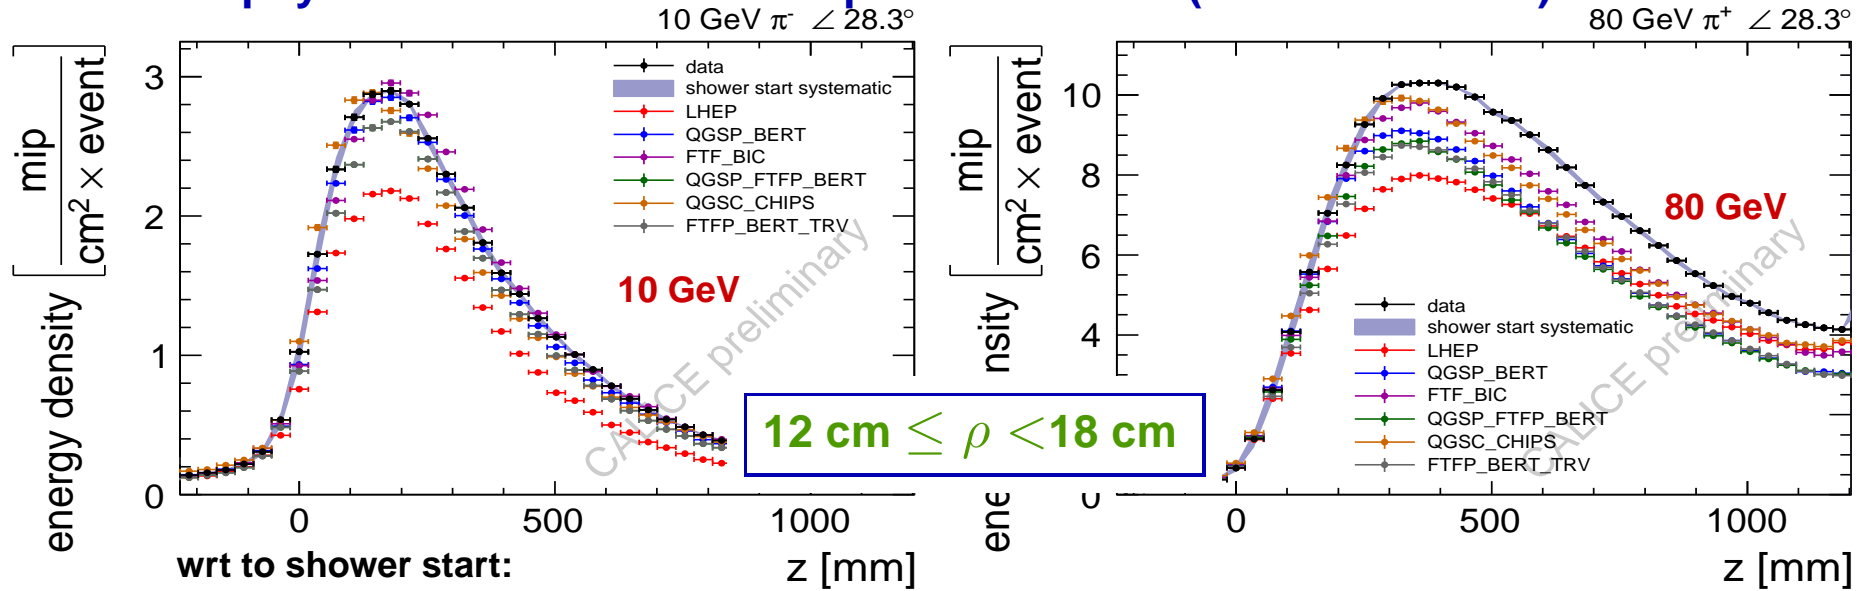 10 GeV π⁻ ∠ 28.3°
energy density [mip / cm² × event]
3
2
1
0
data
shower start systematic
LHEP
QGSP_BERT
FTF_BIC
QGSP_FTFP_BERT
QGSC_CHIPS
FTFP_BERT_TRV
10 GeV
CALICE preliminary
0 500 1000
wrt to shower start:
z [mm]
12 cm ≤ ρ <18 cm
80 GeV π⁺ ∠ 28.3°
ene nsity [mip / cm² × event]
10
8
6
4
0
80 GeV
data
shower start systematic
LHEP
QGSP_BERT
FTF_BIC
QGSP_FTFP_BERT
QGSC_CHIPS
FTFP_BERT_TRV
CALICE preliminary
0 500 1000
z [mm]